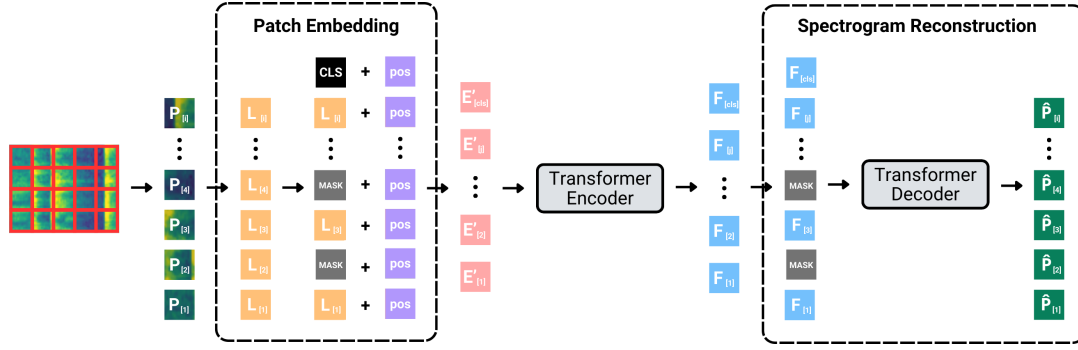 Patch Embedding
Spectrogram Reconstruction
CLS + pos
P[i] L[i] L[i] + pos
P[4] L[4] MASK + pos
P[3] L[3] L[3] + pos
P[2] L[2] MASK + pos
P[1] L[1] L[1] + pos
E′[cls]
E′[j]
E′[2]
E′[1]
Transformer
Encoder
F[cls]
F[j]
F[2]
F[1]
F[cls]
F[j]
MASK
F[3]
MASK
F[1]
Transformer
Decoder
P̂[i]
P̂[4]
P̂[3]
P̂[2]
P̂[1]